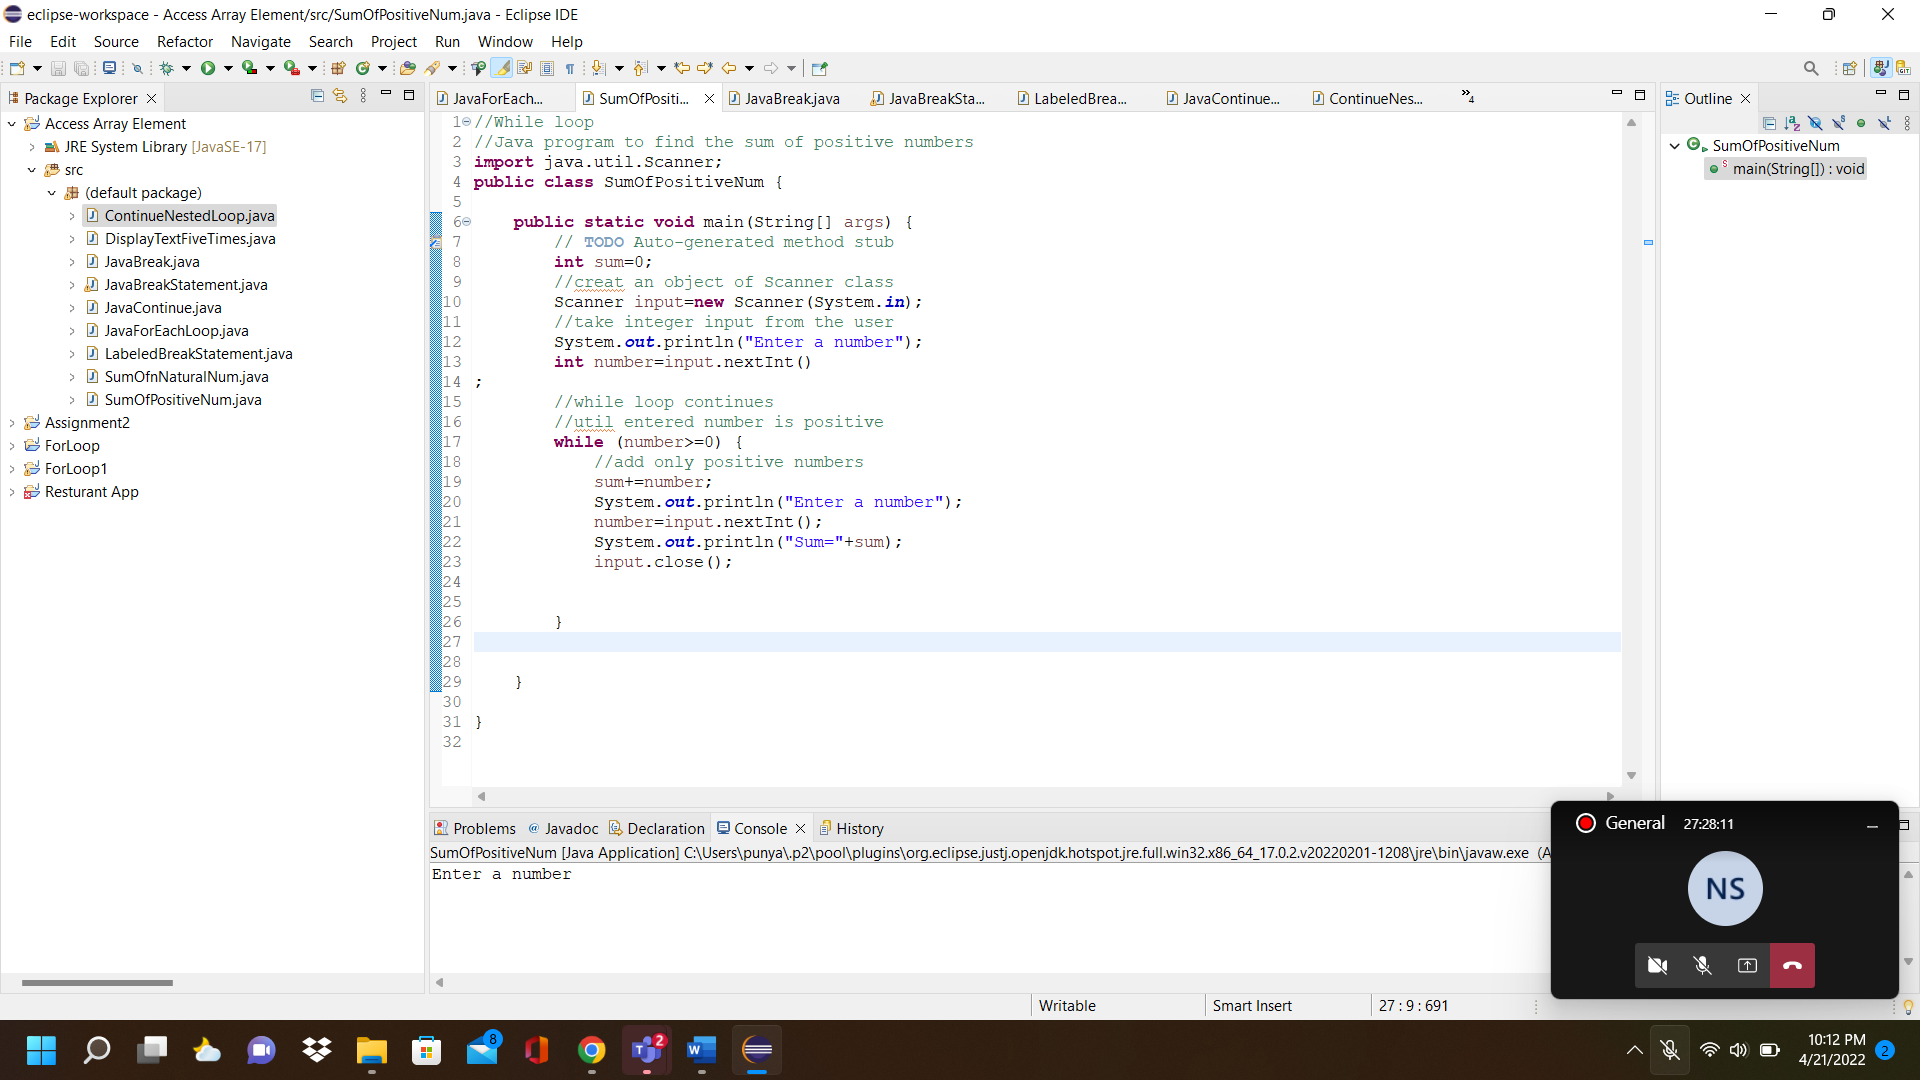 eclipse-workspace - Access Array Element/src/SumOfPositiveNum.java - Eclipse IDE
File Edit Source Refactor Navigate Search Project Run Window Help
Package Explorer
Access Array Element
JRE System Library [JavaSE-17]
src
(default package)
ContinueNestedLoop.java
DisplayTextFiveTimes.java
JavaBreak.java
JavaBreakStatement.java
JavaContinue.java
JavaForEachLoop.java
LabeledBreakStatement.java
SumOfnNaturalNum.java
SumOfPositiveNum.java
Assignment2
ForLoop
ForLoop1
Resturant App
JavaForEach... SumOfPositi... JavaBreak.java JavaBreakSta... LabeledBrea... JavaContinue... ContinueNes... »4
1 //While loop
2 //Java program to find the sum of positive numbers
3 import java.util.Scanner;
4 public class SumOfPositiveNum {
5
6 public static void main(String[] args) {
7 // TODO Auto-generated method stub
8 int sum=0;
9 //creat an object of Scanner class
10 Scanner input=new Scanner(System.in);
11 //take integer input from the user
12 System.out.println("Enter a number");
13 int number=input.nextInt()
14 ;
15 //while loop continues
16 //util entered number is positive
17 while (number>=0) {
18 //add only positive numbers
19 sum+=number;
20 System.out.println("Enter a number");
21 number=input.nextInt();
22 System.out.println("Sum="+sum);
23 input.close();
24
25
26 }
27
28
29 }
30
31 }
32
Outline
SumOfPositiveNum
main(String[]) : void
Problems @ Javadoc Declaration Console History
SumOfPositiveNum [Java Application] C:\Users\punya\.p2\pool\plugins\org.eclipse.justj.openjdk.hotspot.jre.full.win32.x86_64_17.0.2.v20220201-1208\jre\bin\javaw.exe (A
Enter a number
General 27:28:11
NS
Writable Smart Insert 27 : 9 : 691
8
2
10:12 PM
4/21/2022
2